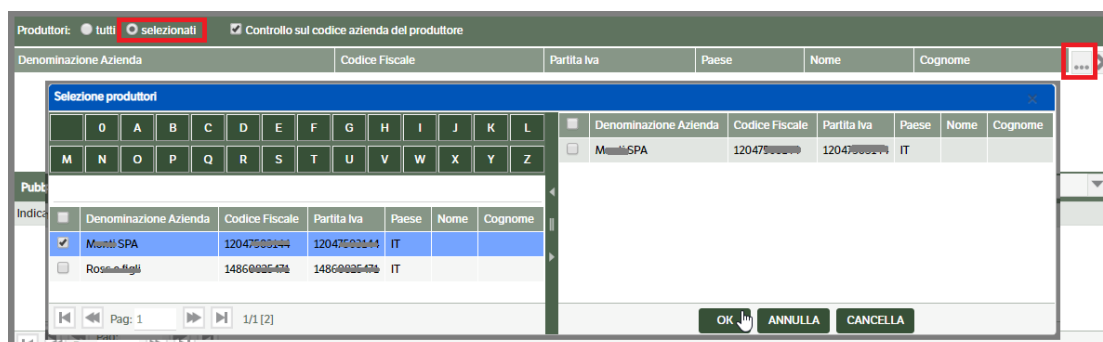 Produttori: tutti selezionati Controllo sul codice azienda del produttore
Denominazione Azienda Codice Fiscale Partita Iva Paese Nome Cognome ...
Selezione produttori x
0 A B C D E F G H I J K L
M N O P Q R S T U V W X Y Z
Denominazione Azienda Codice Fiscale Partita Iva Paese Nome Cognome
SPA IT
Pubb
Indica
Denominazione Azienda Codice Fiscale Partita Iva Paese Nome Cognome
SPA IT
IT
Pag: 1 1/1 [2]
OK ANNULLA CANCELLA